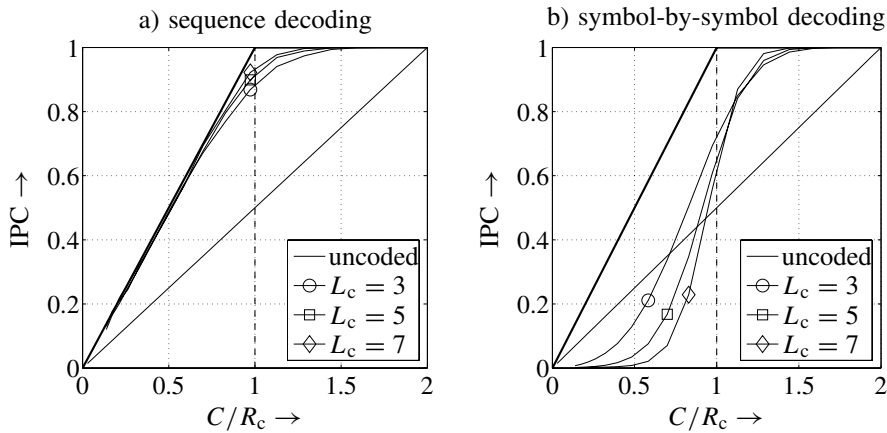 a) sequence decoding
1
0.8
0.6
0.4
0.2
0
IPC →
uncoded
L_c = 3
L_c = 5
L_c = 7
0 0.5 1 1.5 2
C/R_c →
b) symbol-by-symbol decoding
1
0.8
0.6
0.4
0.2
0
IPC →
uncoded
L_c = 3
L_c = 5
L_c = 7
0 0.5 1 1.5 2
C/R_c →